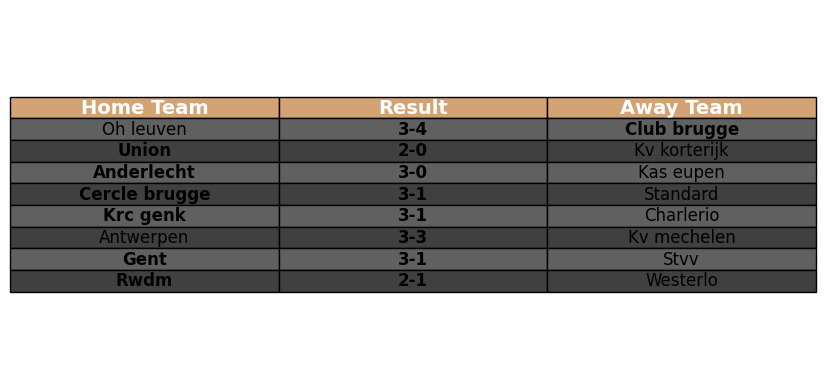 Home Team Result Away Team
Oh leuven 3-4 Club brugge
Union 2-0 Kv korterijk
Anderlecht 3-0 Kas eupen
Cercle brugge 3-1 Standard
Krc genk 3-1 Charlerio
Antwerpen 3-3 Kv mechelen
Gent 3-1 Stvv
Rwdm 2-1 Westerlo